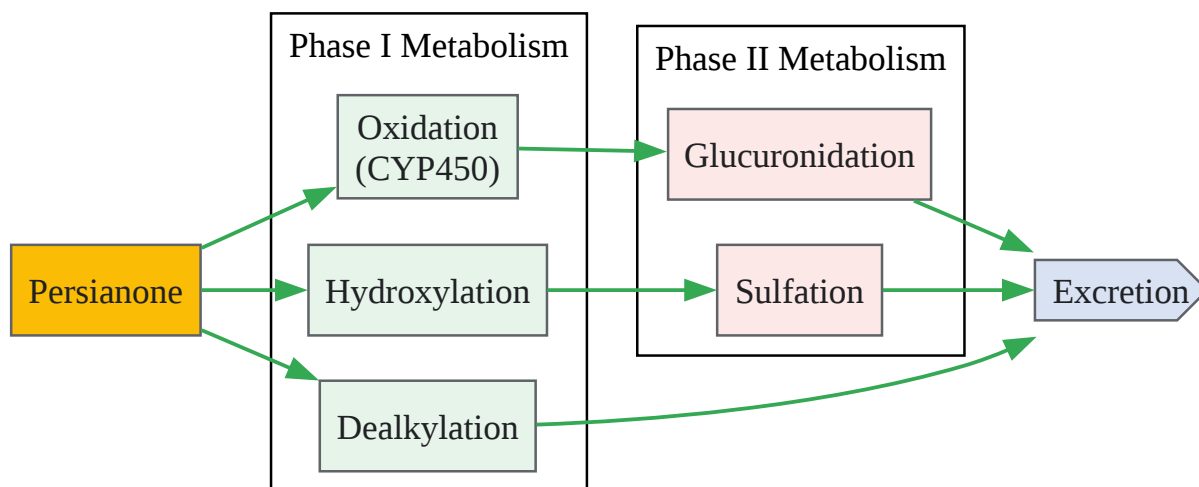 Phase I Metabolism
Phase II Metabolism
Oxidation
(CYP450)
Glucuronidation
Persianone
Hydroxylation
Sulfation
Excretion
Dealkylation